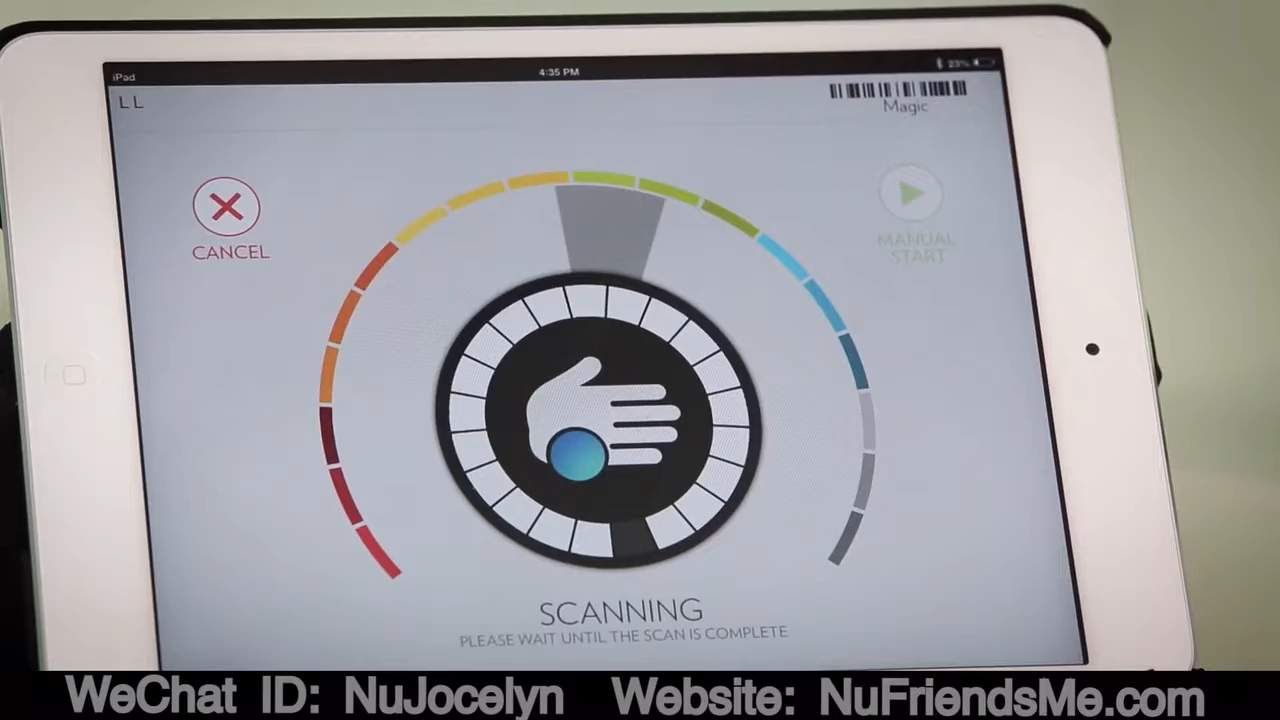 iPad
4:35 PM
23%
L L
Magic
CANCEL
MANUAL
START
SCANNING
PLEASE WAIT UNTIL THE SCAN IS COMPLETE
WeChat ID: NuJocelyn Website: NuFriendsMe.com